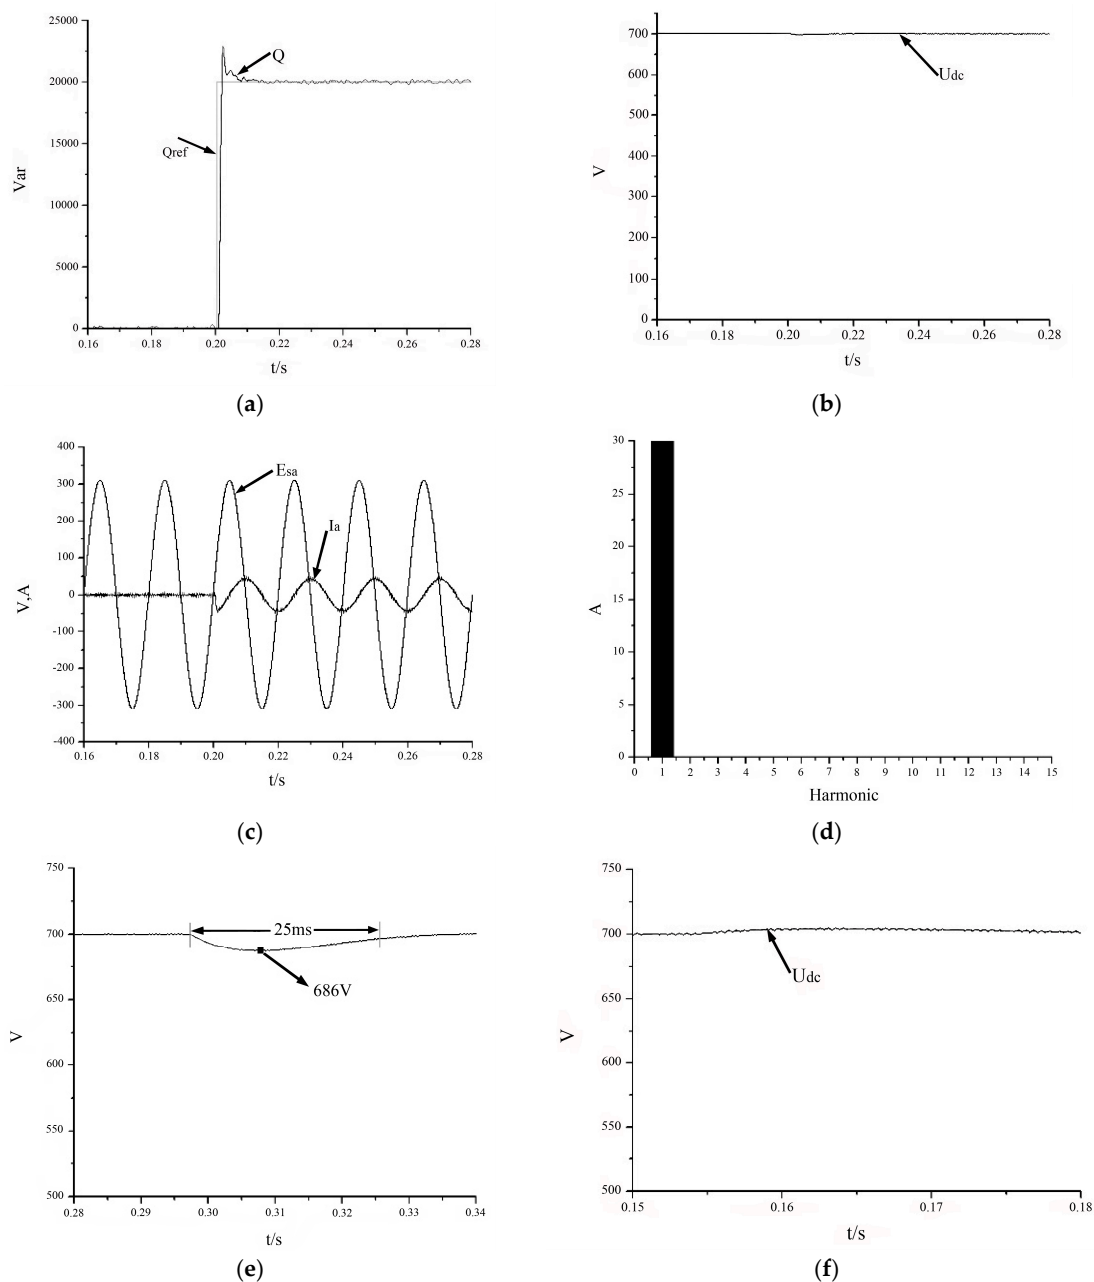 25000
20000
15000
10000
5000
0
Var
Q
Qref
0.16 0.18 0.20 0.22 0.24 0.26 0.28
t/s
(a)
700
600
500
400
300
200
100
0
V
Udc
0.16 0.18 0.20 0.22 0.24 0.26 0.28
t/s
(b)
400
300
200
100
0
-100
-200
-300
-400
V,A
Esa
Ia
0.16 0.18 0.20 0.22 0.24 0.26 0.28
t/s
(c)
30
25
20
15
10
5
0
A
0 1 2 3 4 5 6 7 8 9 10 11 12 13 14 15
Harmonic
(d)
750
700
650
600
550
500
V
25ms
686V
0.28 0.29 0.30 0.31 0.32 0.33 0.34
t/s
(e)
750
700
650
600
550
500
V
Udc
0.15 0.16 0.17 0.18
t/s
(f)